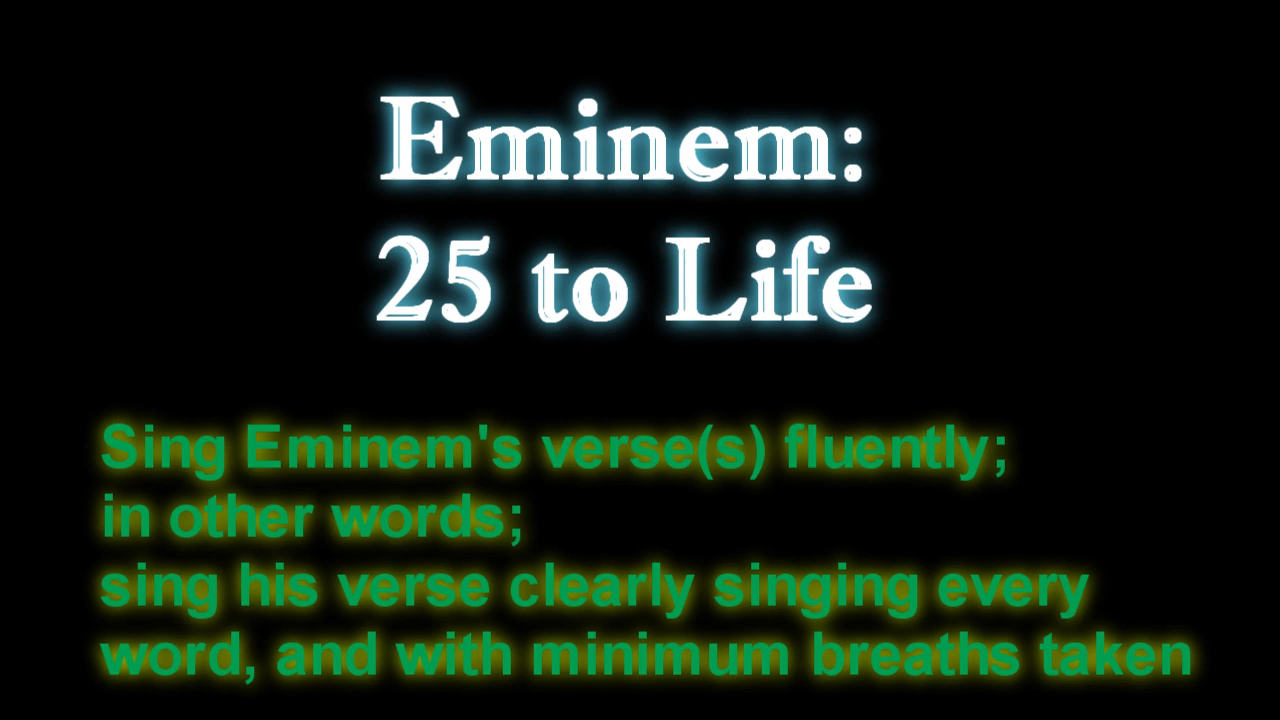 Eminem:
25 to Life
Sing Eminem's verse(s) fluently;
in other words;
sing his verse clearly singing every
word, and with minimum breaths taken